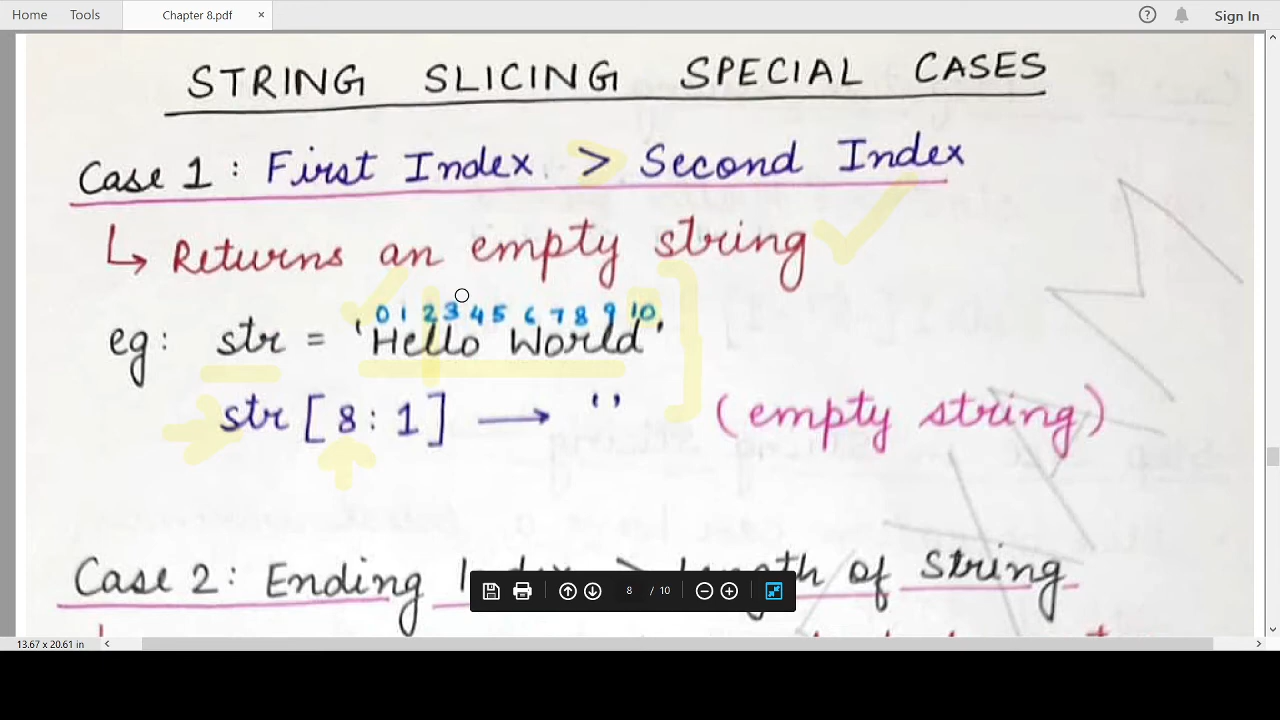 Home Tools Chapter 8.pdf × ? Sign In
STRING SLICING SPECIAL CASES
Case 1 : First Index > Second Index
↳ Returns an empty string
0 1 2 3 4 5 6 7 8 9 10
eg: str = 'Hello World'
str [ 8 : 1 ] → '' (empty string)
Case 2 : Ending Index > Length of String
8 / 10
13.67 x 20.61 in